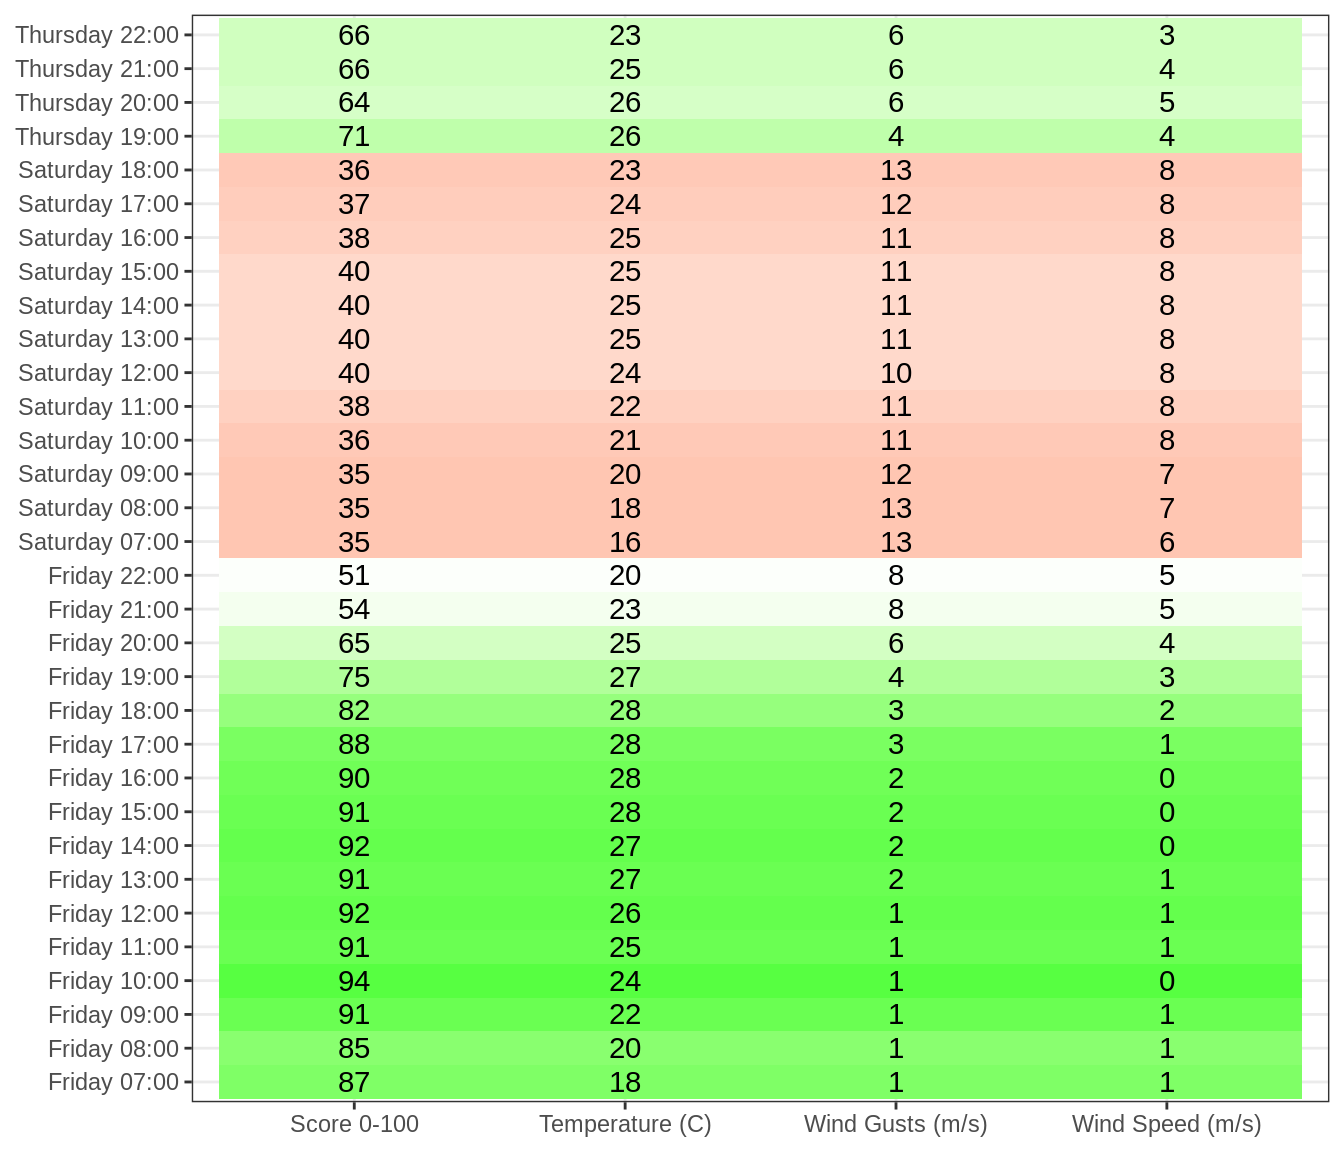 Thursday 22:00 66 23 6 3
Thursday 21:00 66 25 6 4
Thursday 20:00 64 26 6 5
Thursday 19:00 71 26 4 4
Saturday 18:00 36 23 13 8
Saturday 17:00 37 24 12 8
Saturday 16:00 38 25 11 8
Saturday 15:00 40 25 11 8
Saturday 14:00 40 25 11 8
Saturday 13:00 40 25 11 8
Saturday 12:00 40 24 10 8
Saturday 11:00 38 22 11 8
Saturday 10:00 36 21 11 8
Saturday 09:00 35 20 12 7
Saturday 08:00 35 18 13 7
Saturday 07:00 35 16 13 6
Friday 22:00 51 20 8 5
Friday 21:00 54 23 8 5
Friday 20:00 65 25 6 4
Friday 19:00 75 27 4 3
Friday 18:00 82 28 3 2
Friday 17:00 88 28 3 1
Friday 16:00 90 28 2 0
Friday 15:00 91 28 2 0
Friday 14:00 92 27 2 0
Friday 13:00 91 27 2 1
Friday 12:00 92 26 1 1
Friday 11:00 91 25 1 1
Friday 10:00 94 24 1 0
Friday 09:00 91 22 1 1
Friday 08:00 85 20 1 1
Friday 07:00 87 18 1 1
Score 0-100 Temperature (C) Wind Gusts (m/s) Wind Speed (m/s)